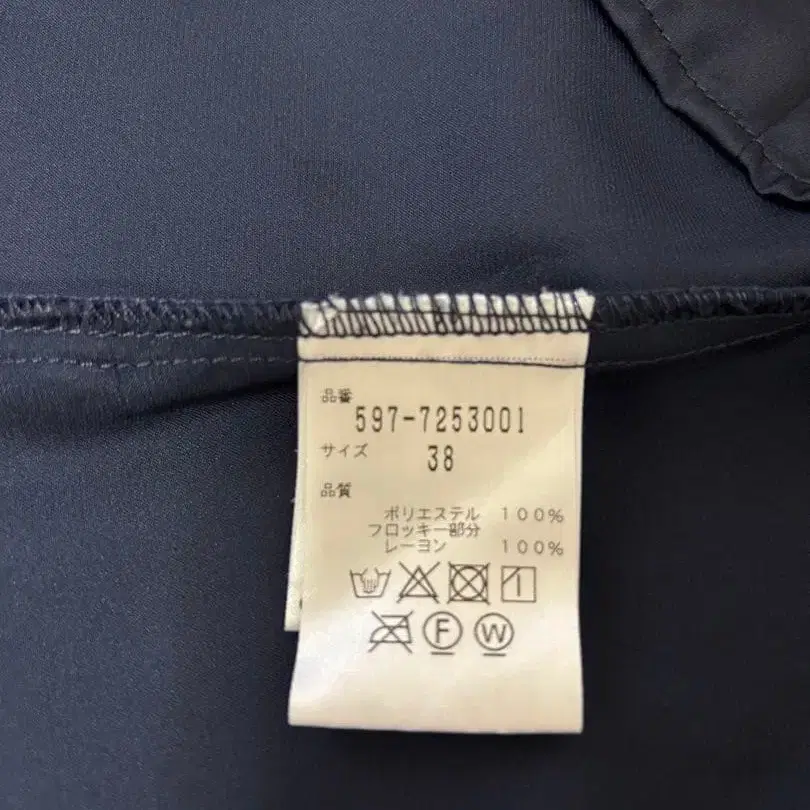 品番
597-7253001
サイズ
38
品質
ポリエステル 100%
フロッキー部分
レーヨン 100%
F W